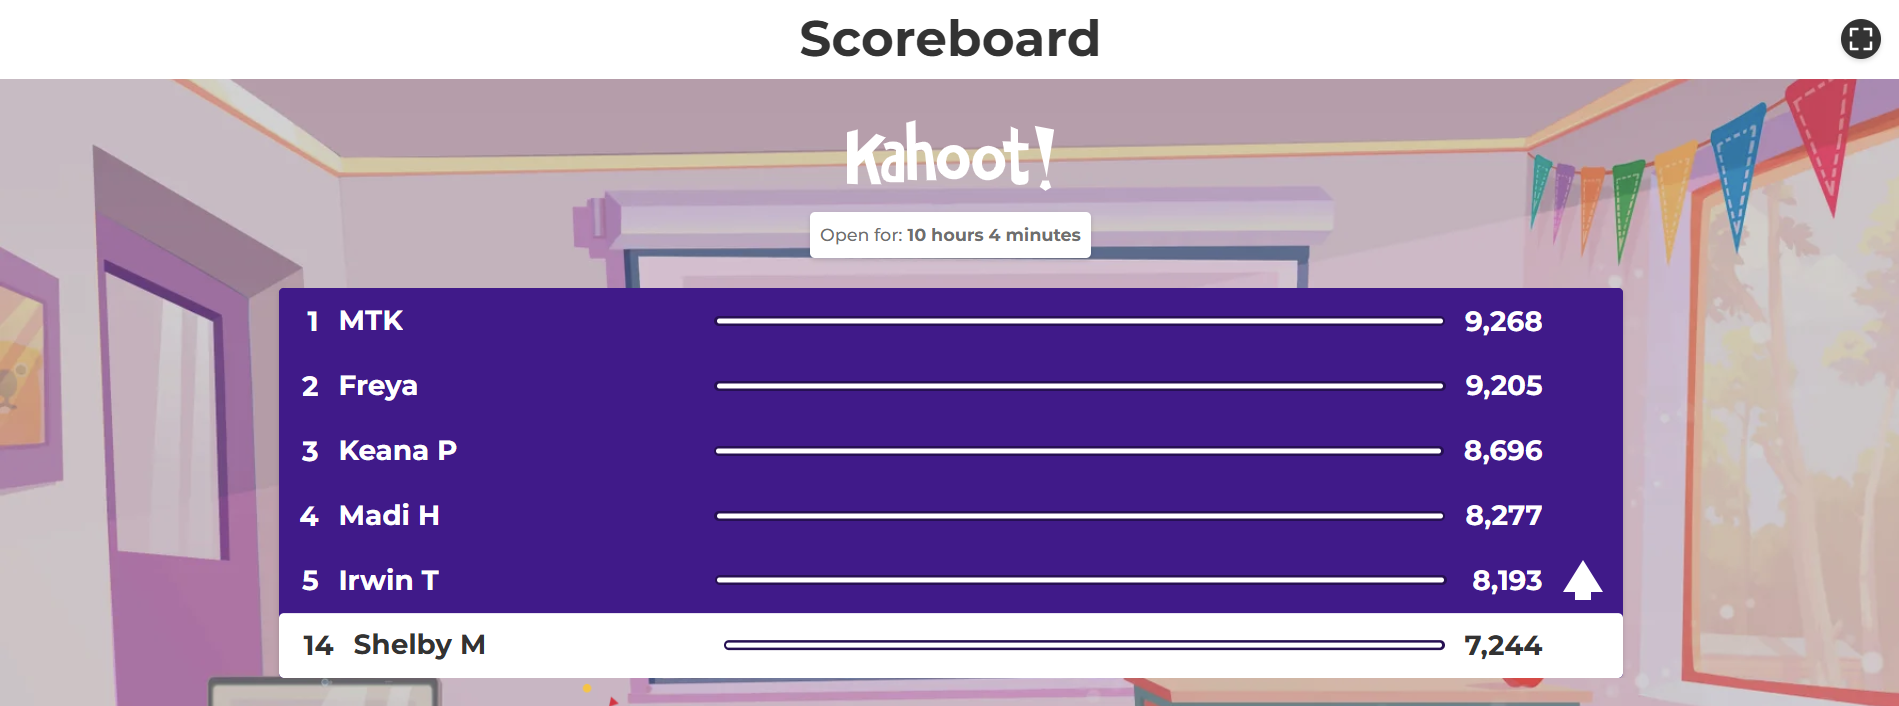 Scoreboard
Kahoot!
Open for: 10 hours 4 minutes
1 MTK 9,268
2 Freya 9,205
3 Keana P 8,696
4 Madi H 8,277
5 Irwin T 8,193
14 Shelby M 7,244